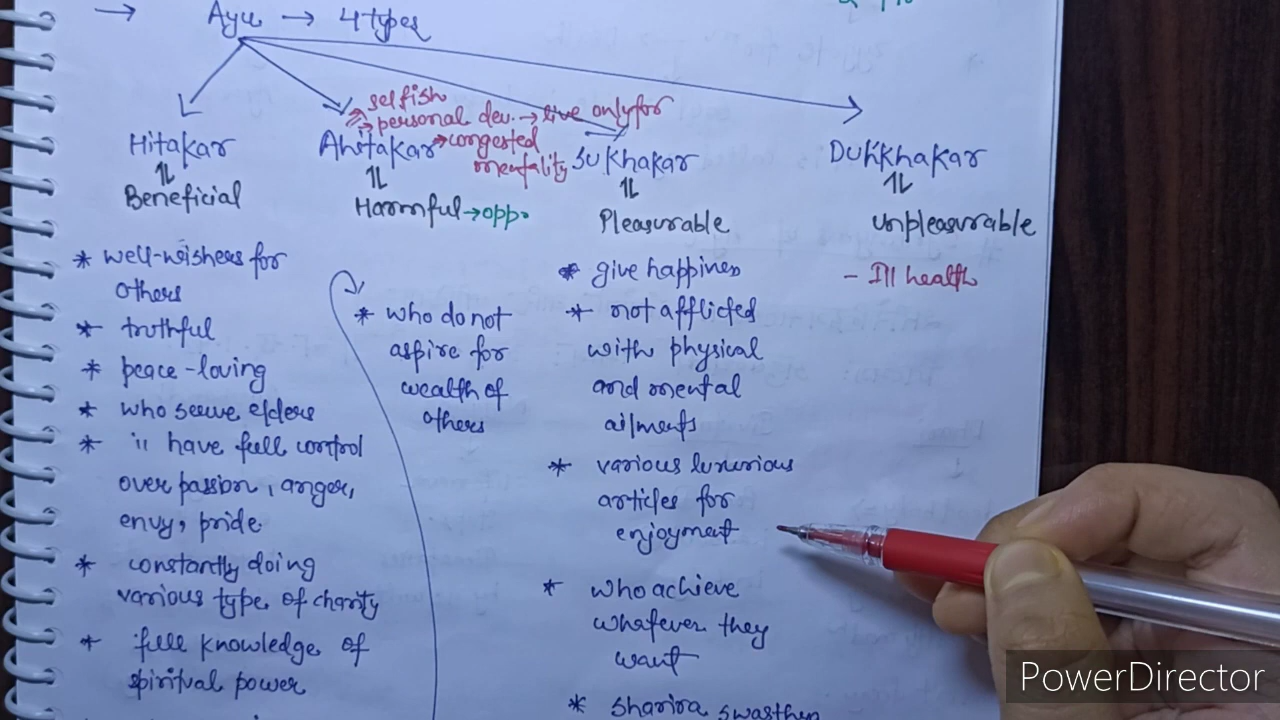 → Ayu → 4 types
Hitakar
⇅
Beneficial
* well-wishers for
others
* truthful
* peace-loving
* who serve elders
* " have full control
over passion, anger,
envy, pride
* constantly doing
various type of charity
* full knowledge of
spiritual power
→ selfish
→ personal dev. → live only for
Ahitakar → congested
mentality
⇅
Harmful → oppo
* who do not
aspire for
wealth of
others
Sukhakar
⇅
Pleasurable
* give happiness
* not afflicted
with physical
and mental
ailments
* various luxurious
articles for
enjoyment
* who achieve
whatever they
want
* sharira swasthya
Dukkhakar
⇅
unpleasurable
- Ill health
PowerDirector